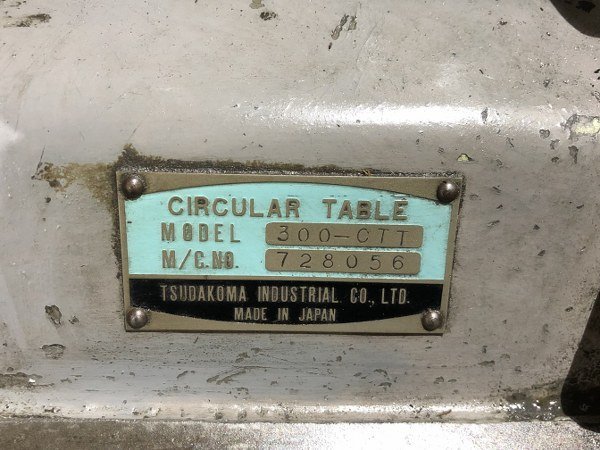 CIRCULAR TABLE
MODEL 300-CTT
M/C.NO. 728056
TSUDAKOMA INDUSTRIAL CO., LTD.
MADE IN JAPAN